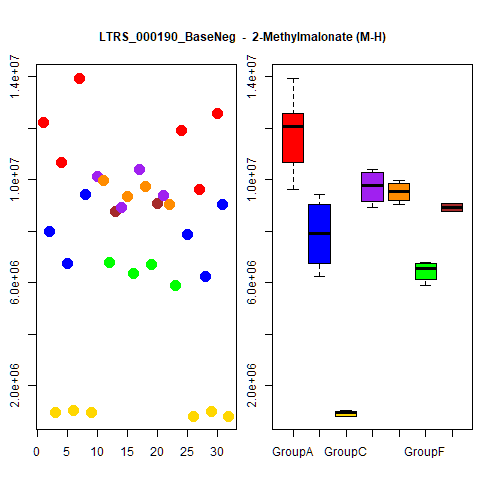 LTRS_000190_BaseNeg - 2-Methylmalonate (M-H)
1.4e+07
1.0e+07
6.0e+06
2.0e+06
0 5 10 15 20 25 30
1.4e+07
1.0e+07
6.0e+06
2.0e+06
GroupA GroupC GroupF